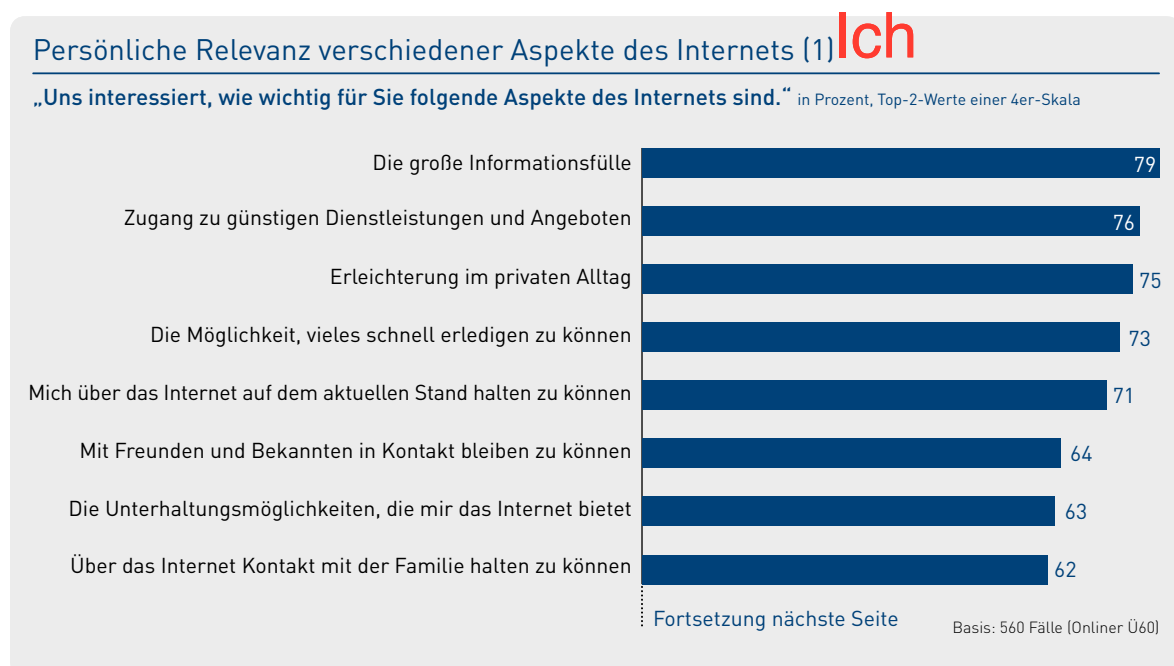 Persönliche Relevanz verschiedener Aspekte des Internets (1) Ich
„Uns interessiert, wie wichtig für Sie folgende Aspekte des Internets sind.“ in Prozent, Top-2-Werte einer 4er-Skala
Die große Informationsfülle 79
Zugang zu günstigen Dienstleistungen und Angeboten 76
Erleichterung im privaten Alltag 75
Die Möglichkeit, vieles schnell erledigen zu können 73
Mich über das Internet auf dem aktuellen Stand halten zu können 71
Mit Freunden und Bekannten in Kontakt bleiben zu können 64
Die Unterhaltungsmöglichkeiten, die mir das Internet bietet 63
Über das Internet Kontakt mit der Familie halten zu können 62
Fortsetzung nächste Seite
Basis: 560 Fälle (Onliner Ü60)